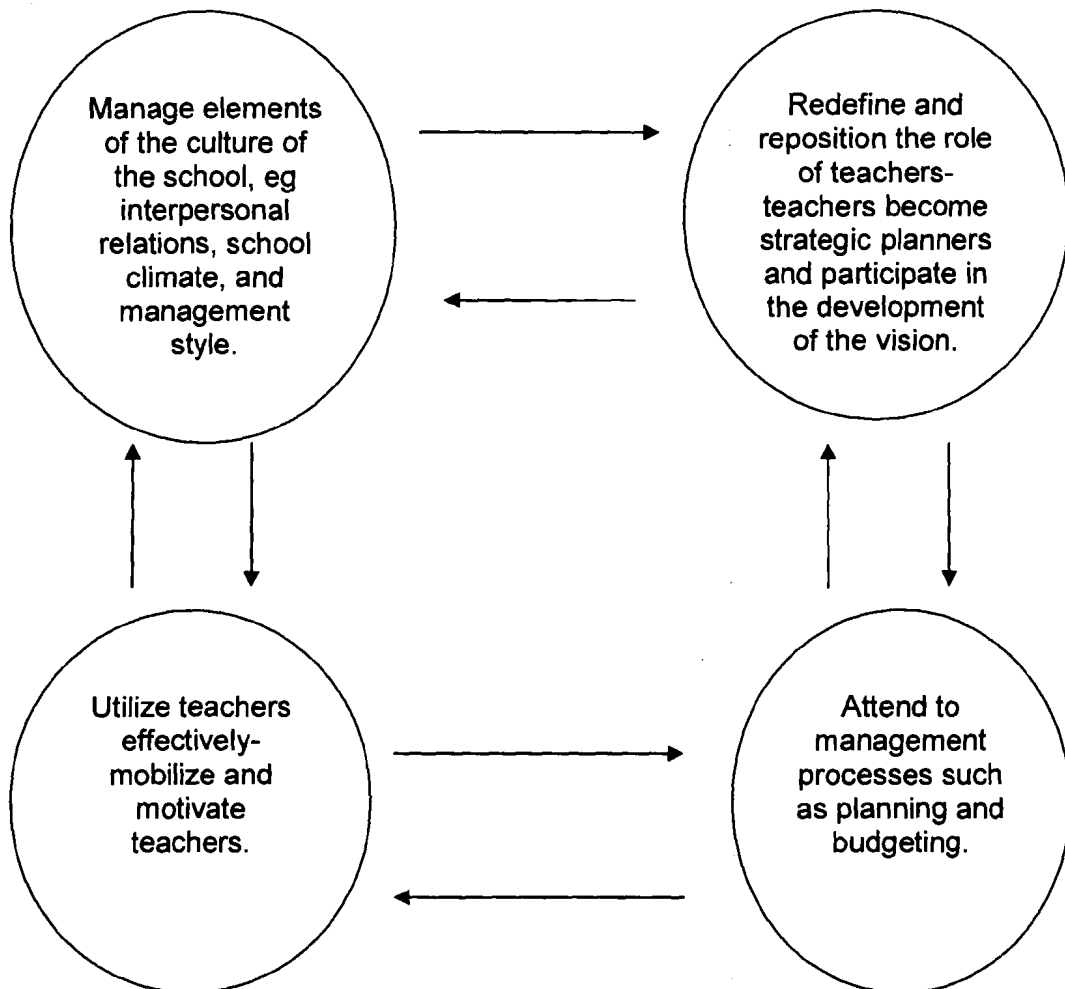 Manage elements
of the culture of
the school, eg
interpersonal
relations, school
climate, and
management
style.
Redefine and
reposition the role
of teachers-
teachers become
strategic planners
and participate in
the development
of the vision.
Utilize teachers
effectively-
mobilize and
motivate
teachers.
Attend to
management
processes such
as planning and
budgeting.